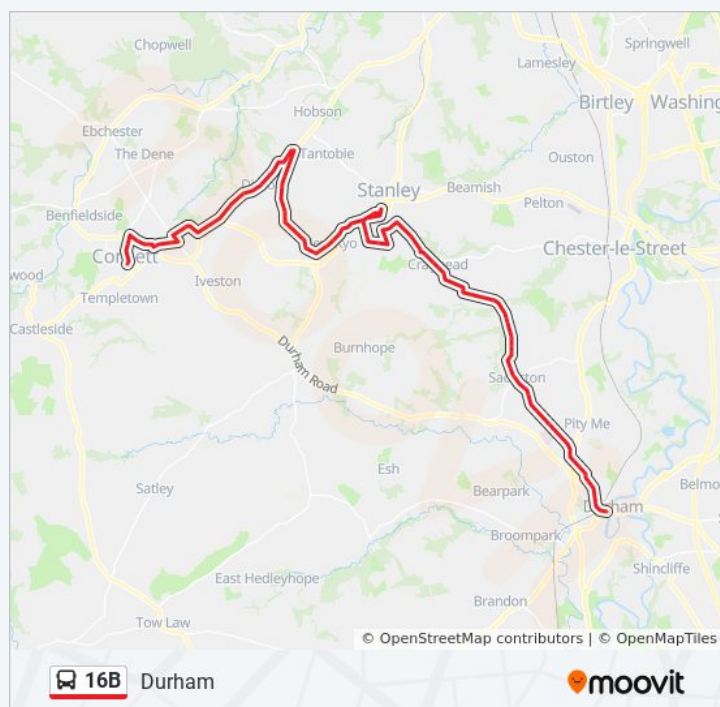 Chopwell
Springwell
Lamesley
Birtley
Washing
Hobson
Ebchester
The Dene
Tantobie
Ouston
Stanley
Beamish
Pelton
Benfieldside
Chester-le-Street
wood
Iveston
Templetown
Castleside
Burnhope
Durham Road
Pity Me
Esh
Satley
Bearpark
Belmo
Broompark
Shincliffe
East Hedleyhope
Brandon
Tow Law
© OpenStreetMap contributors | © OpenMapTiles
16B Durham
moovit